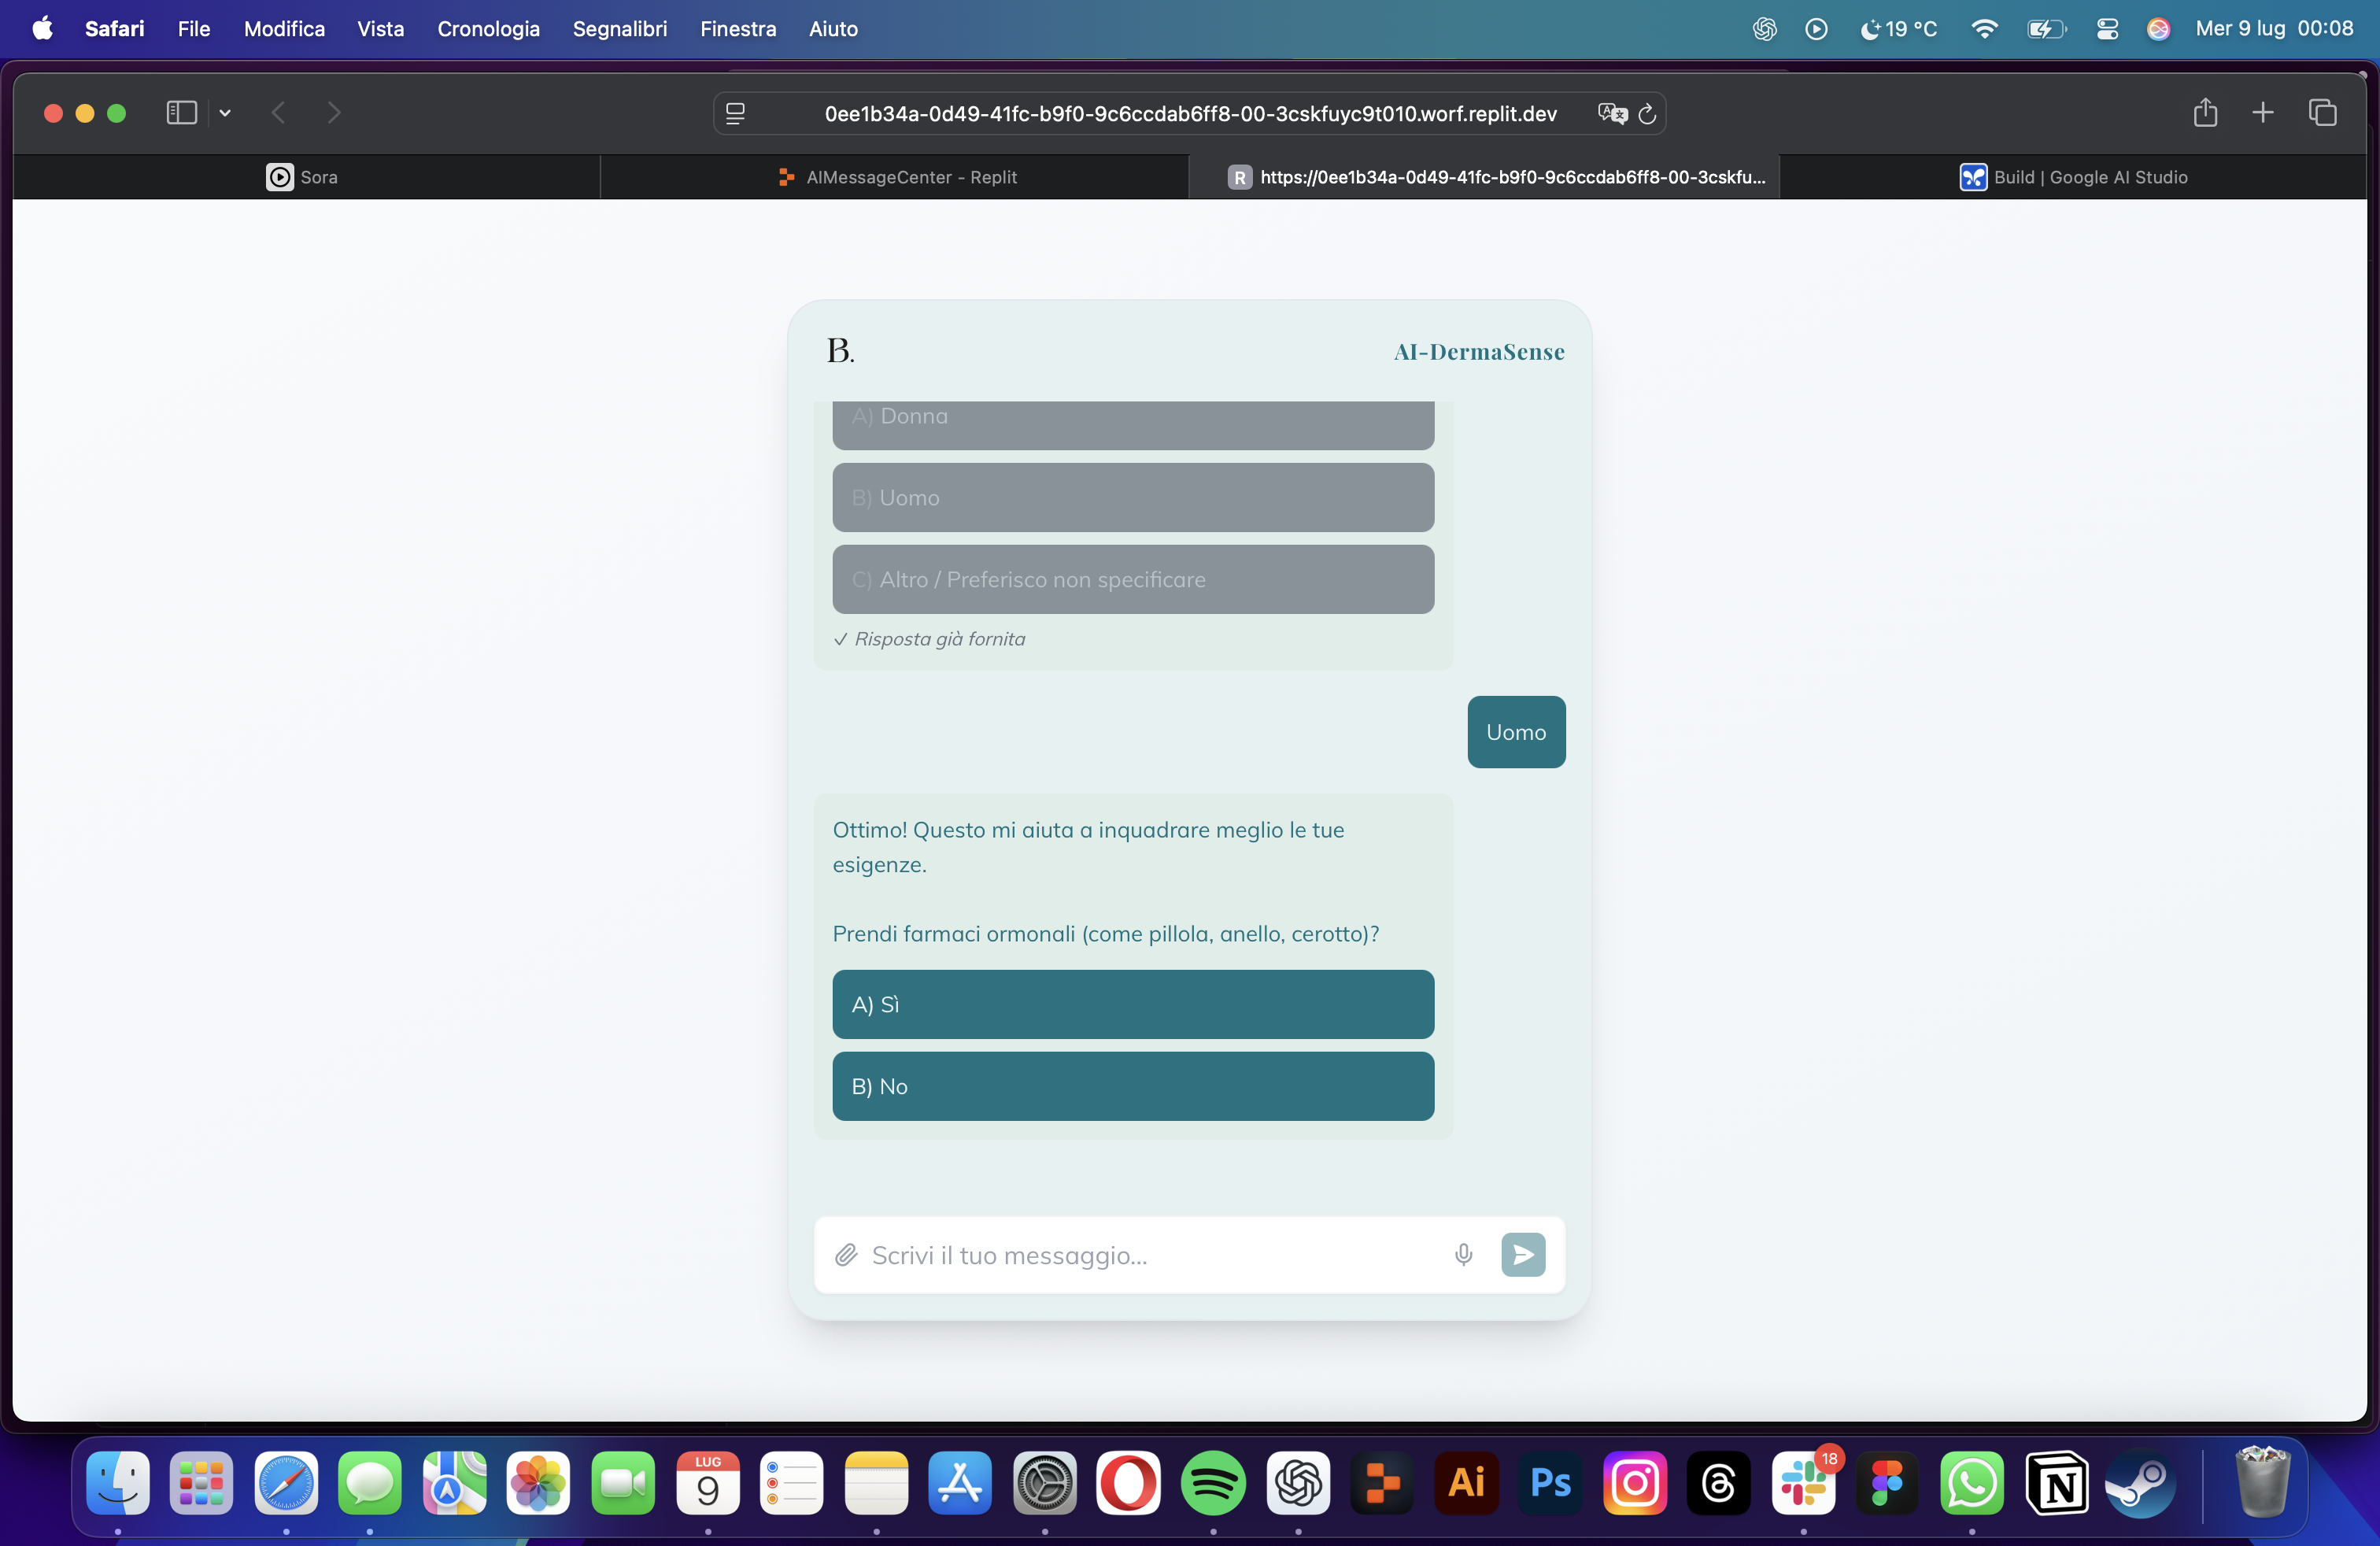 Safari File Modifica Vista Cronologia Segnalibri Finestra Aiuto 19 °C Mer 9 lug 00:08
0ee1b34a-0d49-41fc-b9f0-9c6ccdab6ff8-00-3cskfuyc9t010.worf.replit.dev
Sora AIMessageCenter - Replit R https://0ee1b34a-0d49-41fc-b9f0-9c6ccdab6ff8-00-3cskfu... Build | Google AI Studio
B. AI-DermaSense
A) Donna
B) Uomo
C) Altro / Preferisco non specificare
✓ Risposta già fornita
Uomo
Ottimo! Questo mi aiuta a inquadrare meglio le tue
esigenze.
Prendi farmaci ormonali (come pillola, anello, cerotto)?
A) Sì
B) No
Scrivi il tuo messaggio...
LUG 18
9 Ai Ps N